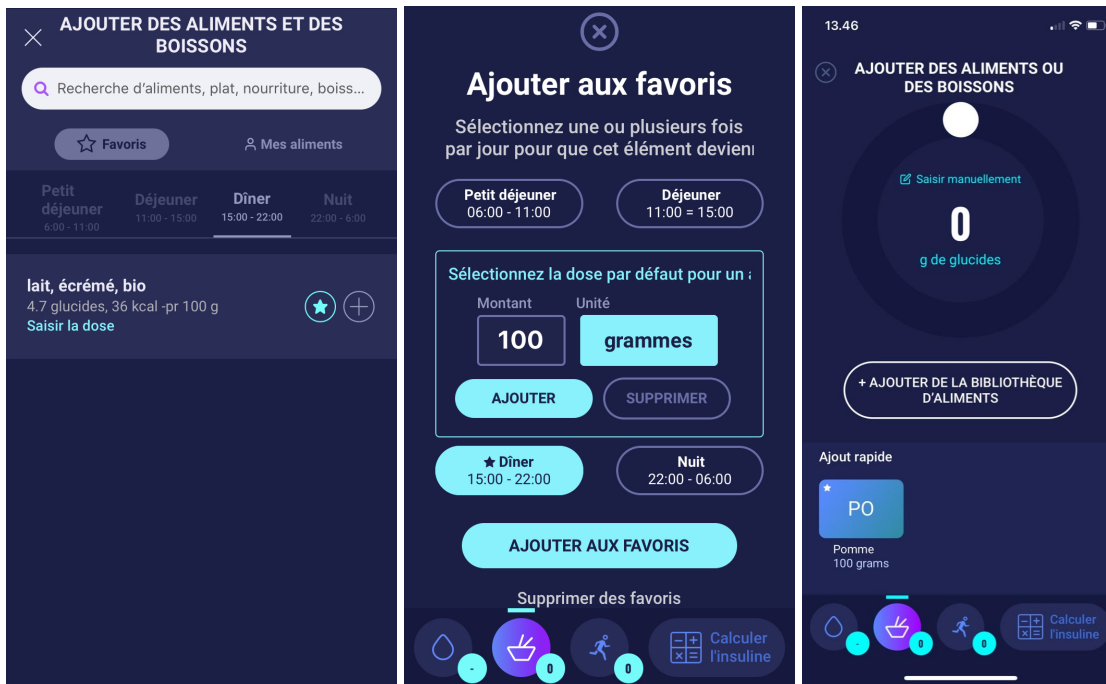 AJOUTER DES ALIMENTS ET DES
BOISSONS
Recherche d'aliments, plat, nourriture, boiss...
Favoris
Mes aliments
Petit
déjeuner
6:00 - 11:00
Déjeuner
11:00 - 15:00
Dîner
15:00 - 22:00
Nuit
22:00 - 6:00
lait, écrémé, bio
4.7 glucides, 36 kcal -pr 100 g
Saisir la dose
Ajouter aux favoris
Sélectionnez une ou plusieurs fois
par jour pour que cet élément devien
Petit déjeuner
06:00 - 11:00
Déjeuner
11:00 = 15:00
Sélectionnez la dose par défaut pour un a
Montant
Unité
100
grammes
AJOUTER
SUPPRIMER
Dîner
15:00 - 22:00
Nuit
22:00 - 06:00
AJOUTER AUX FAVORIS
Supprimer des favoris
-
0
0
Calculer
l'insuline
13.46
AJOUTER DES ALIMENTS OU
DES BOISSONS
Saisir manuellement
0
g de glucides
+ AJOUTER DE LA BIBLIOTHÈQUE
D'ALIMENTS
Ajout rapide
PO
Pomme
100 grams
-
0
0
Calculer
l'insuline